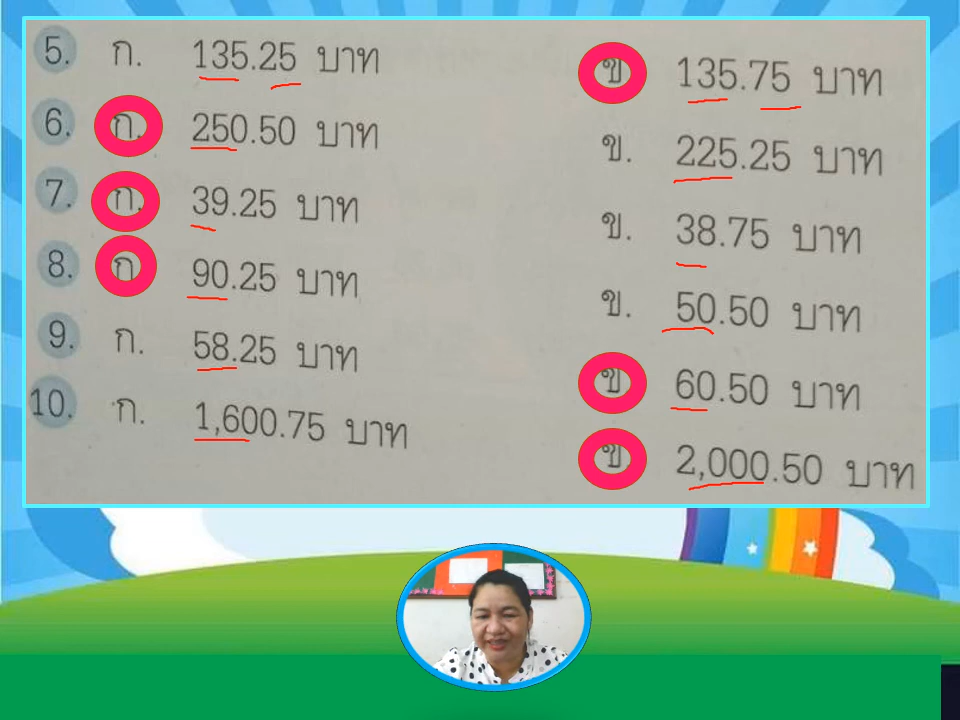 5. ก. 135.25 บาท ข 135.75 บาท
6. ก. 250.50 บาท ข. 225.25 บาท
7. ก. 39.25 บาท ข. 38.75 บาท
8. ก 90.25 บาท ข. 50.50 บาท
9. ก. 58.25 บาท ข 60.50 บาท
10. ก. 1,600.75 บาท ข 2,000.50 บาท